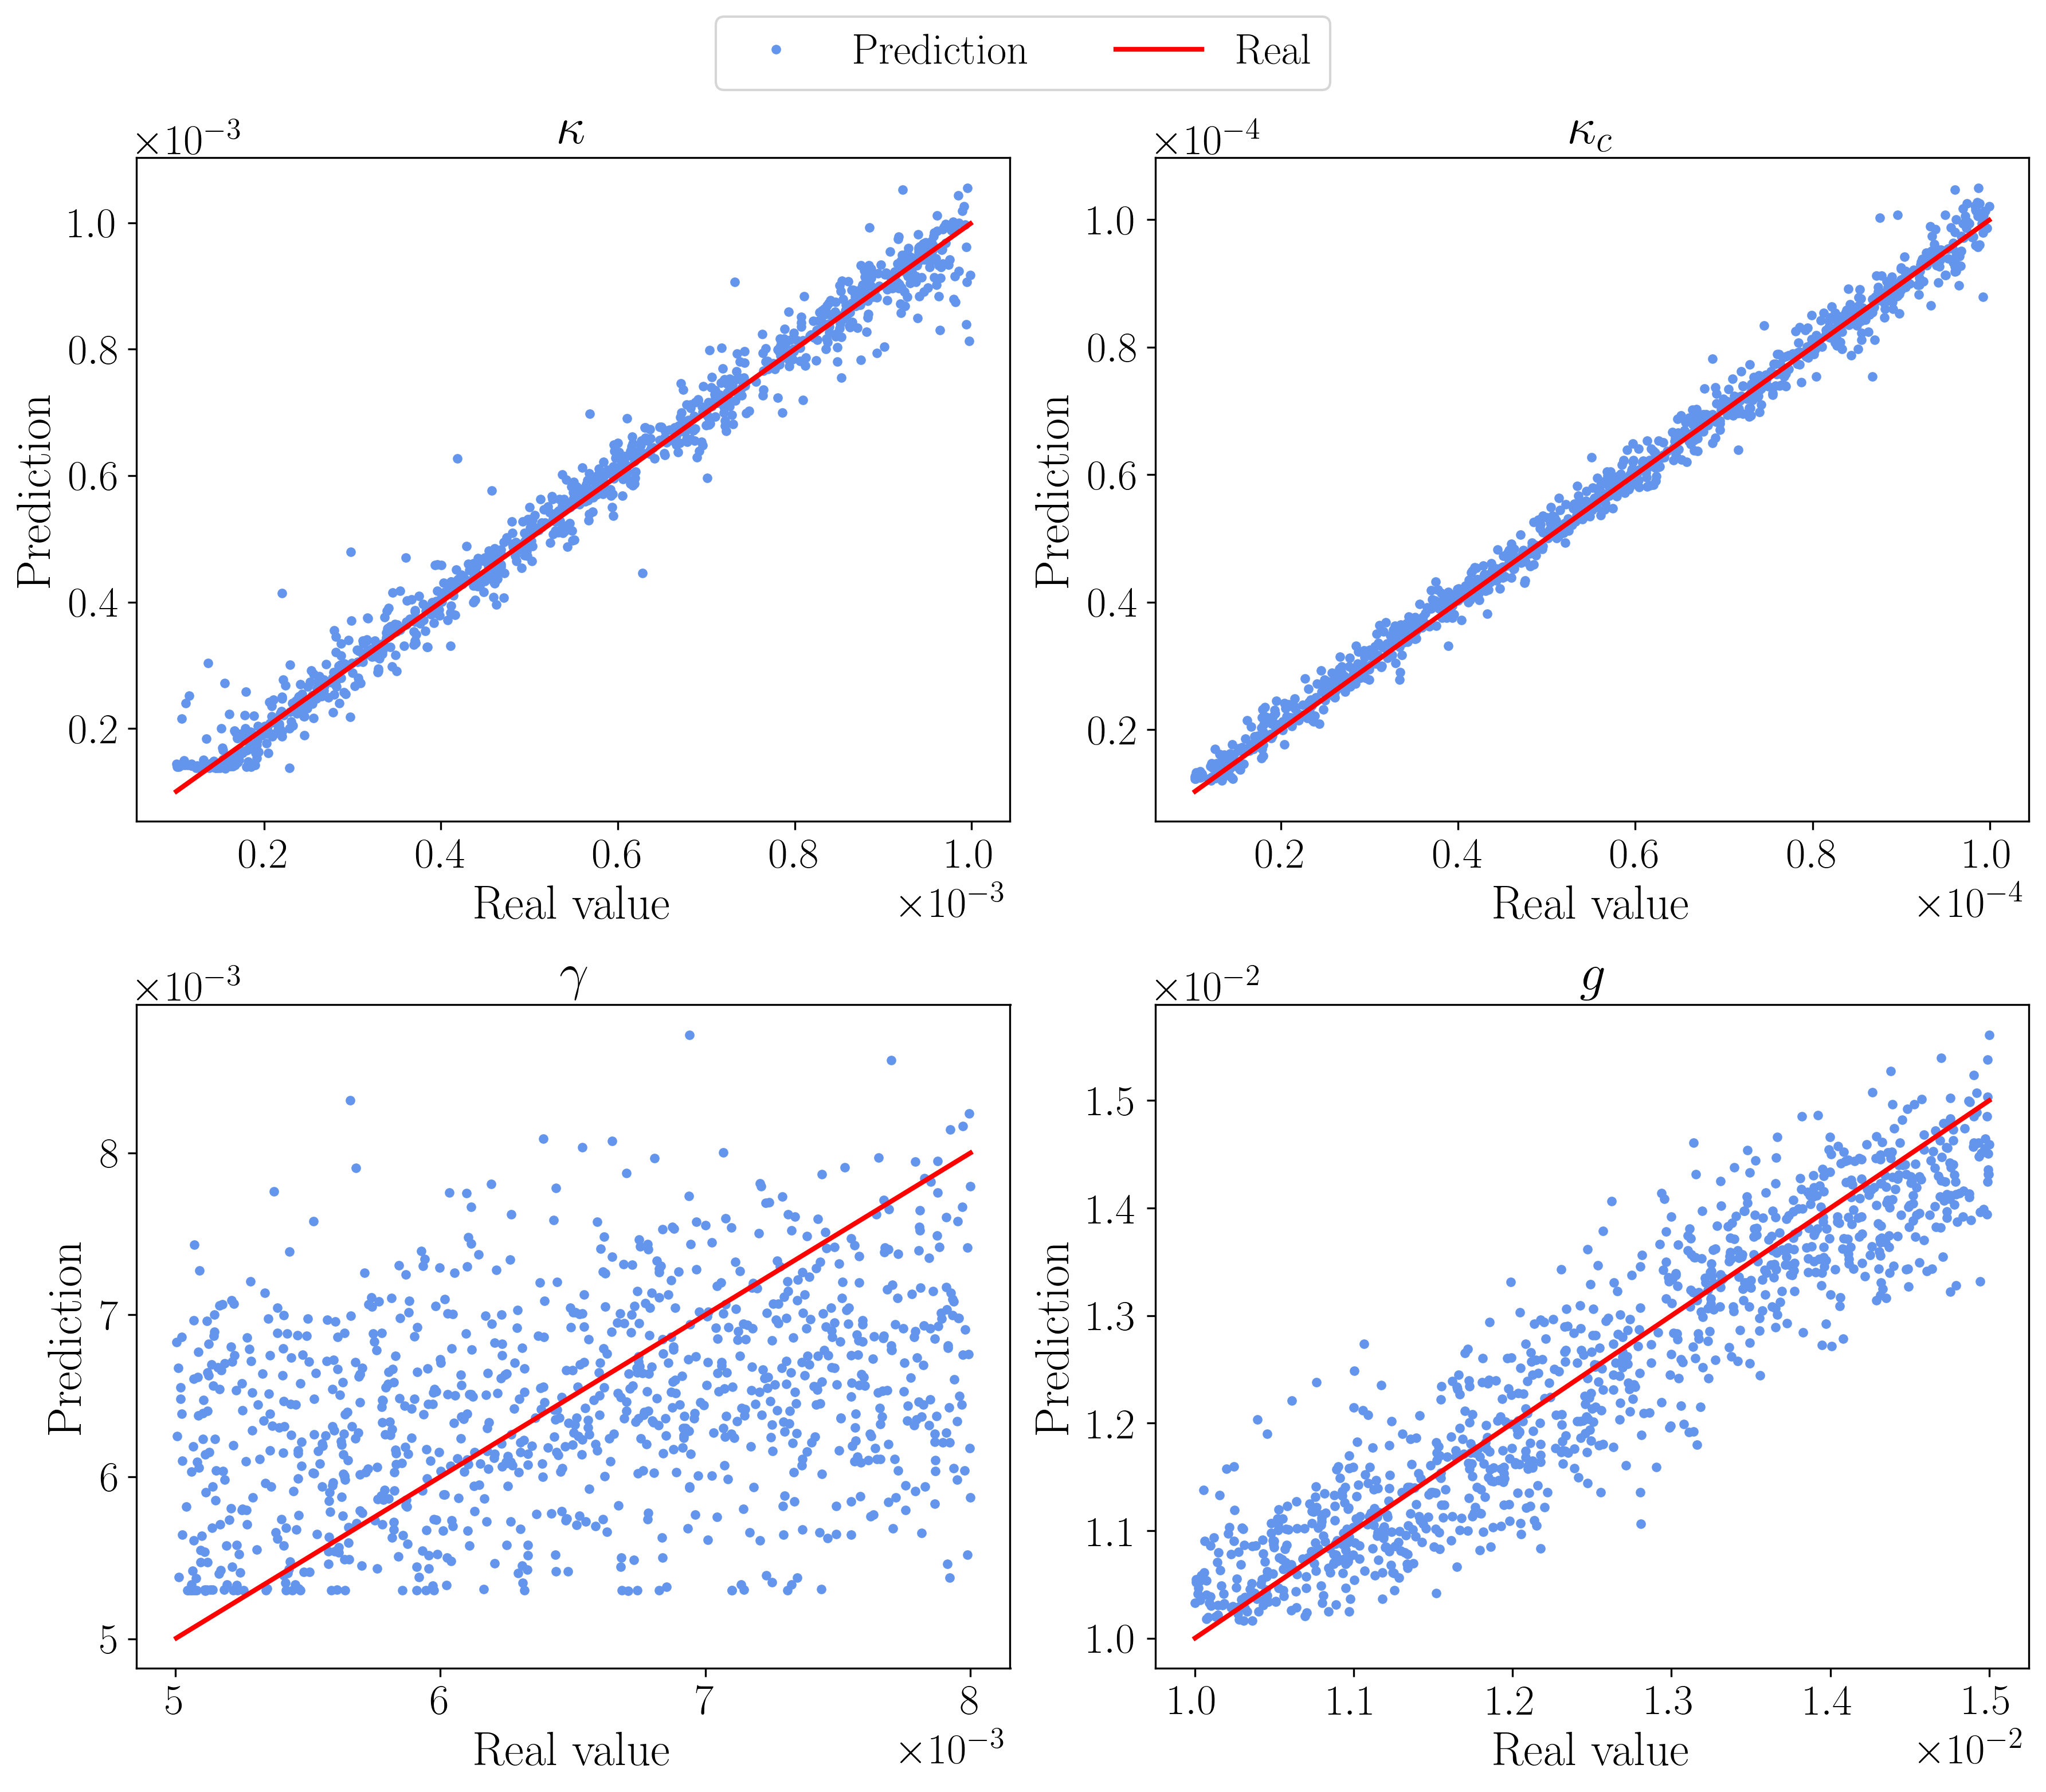 Prediction Real
×10⁻³ κ
1.0
0.8
0.6
0.4
0.2
Prediction
0.2 0.4 0.6 0.8 1.0
Real value ×10⁻³
×10⁻⁴ κ_c
1.0
0.8
0.6
0.4
0.2
Prediction
0.2 0.4 0.6 0.8 1.0
Real value ×10⁻⁴
×10⁻³ γ
8
7
6
5
Prediction
5 6 7 8
Real value ×10⁻³
×10⁻² g
1.5
1.4
1.3
1.2
1.1
1.0
Prediction
1.0 1.1 1.2 1.3 1.4 1.5
Real value ×10⁻²